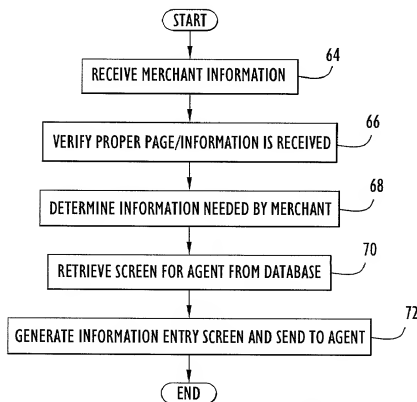 START
RECEIVE MERCHANT INFORMATION
64
VERIFY PROPER PAGE/INFORMATION IS RECEIVED
66
DETERMINE INFORMATION NEEDED BY MERCHANT
68
RETRIEVE SCREEN FOR AGENT FROM DATABASE
70
GENERATE INFORMATION ENTRY SCREEN AND SEND TO AGENT
72
END